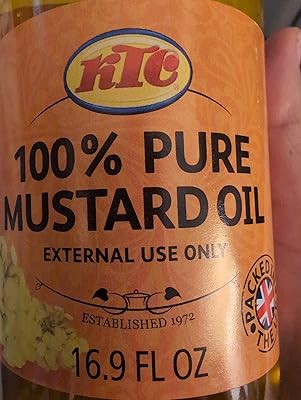 KTC
100% PURE
MUSTARD OIL
EXTERNAL USE ONLY
ESTABLISHED 1972
16.9 FL OZ
PACKED
THE